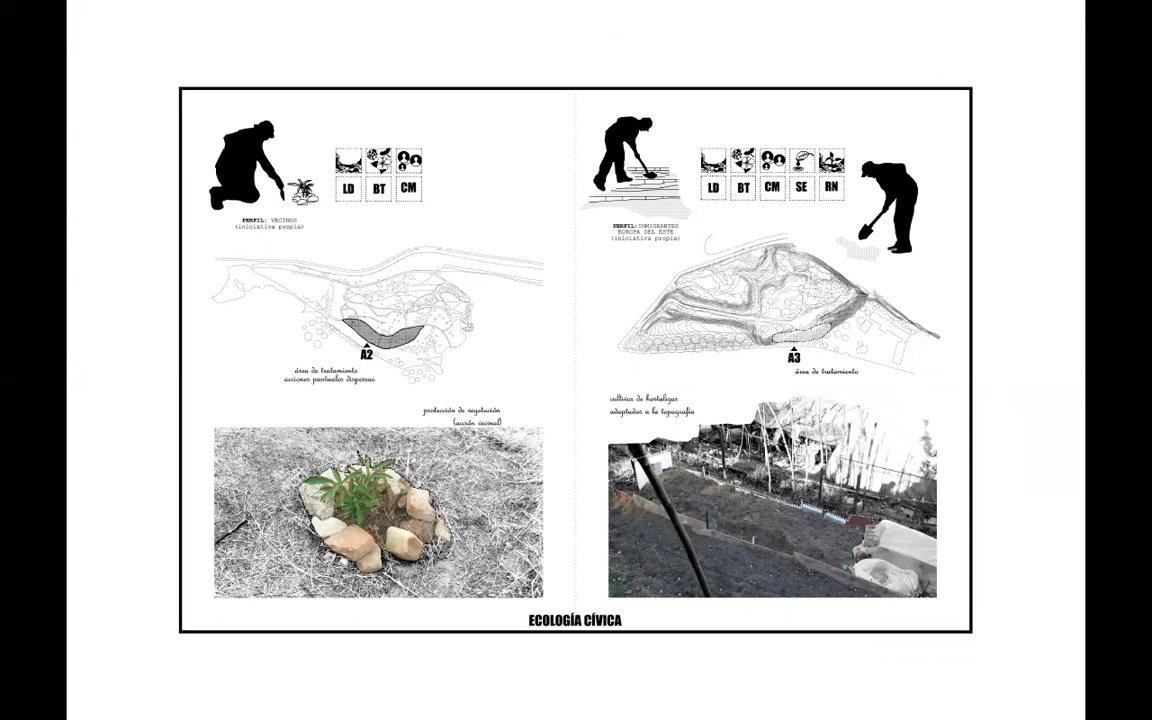 LD BT CM
PERFIL: VECINOS
(iniciativa propia)
A2
área de tratamiento
acciones puntuales dispersas
protección de vegetación
(acción vecinal)
LD BT CM SE RN
PERFIL: INMIGRANTES
EUROPA DEL ESTE
(iniciativa propia)
A3
área de tratamiento
cultivos de hortalizas
adaptados a la topografía
ECOLOGÍA CÍVICA